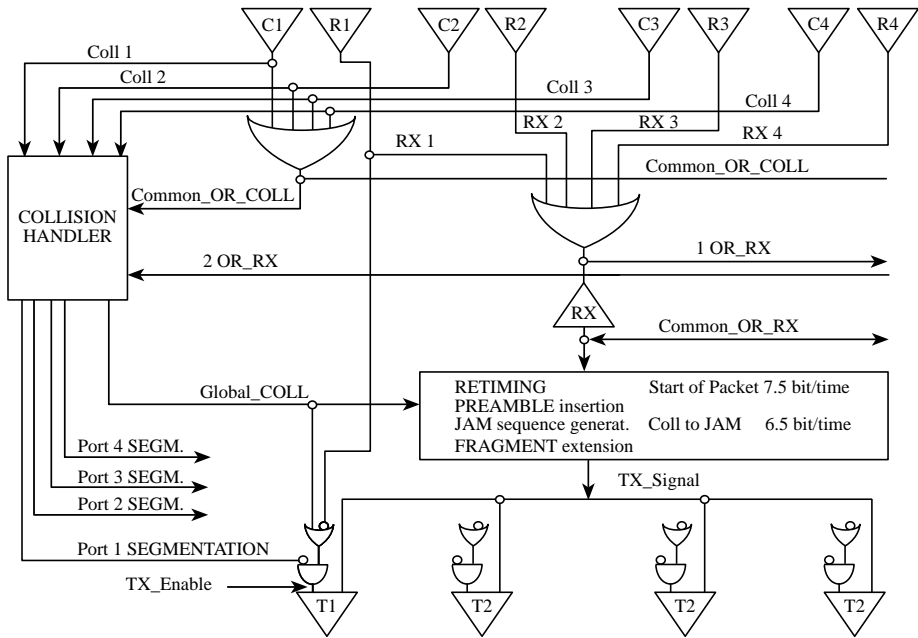 C1 R1 C2 R2 C3 R3 C4 R4
Coll 1
Coll 2
Coll 3
Coll 4
RX 1
RX 2
RX 3
RX 4
Common_OR_COLL
Common_OR_COLL
COLLISION
HANDLER
2 OR_RX
1 OR_RX
RX
Common_OR_RX
Global_COLL
RETIMING Start of Packet 7.5 bit/time
PREAMBLE insertion
JAM sequence generat. Coll to JAM 6.5 bit/time
FRAGMENT extension
Port 4 SEGM.
Port 3 SEGM.
Port 2 SEGM.
TX_Signal
Port 1 SEGMENTATION
TX_Enable
T1 T2 T2 T2